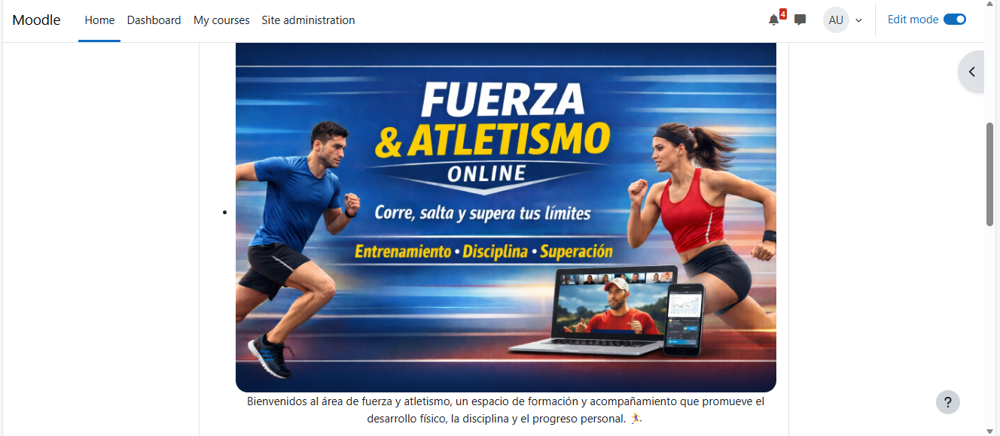 Moodle Home Dashboard My courses Site administration 4 AU Edit mode
FUERZA
& ATLETISMO
ONLINE
Corre, salta y supera tus límites
Entrenamiento • Disciplina • Superación
Bienvenidos al área de fuerza y atletismo, un espacio de formación y acompañamiento que promueve el
desarrollo físico, la disciplina y el progreso personal. 🏃‍♀️
?